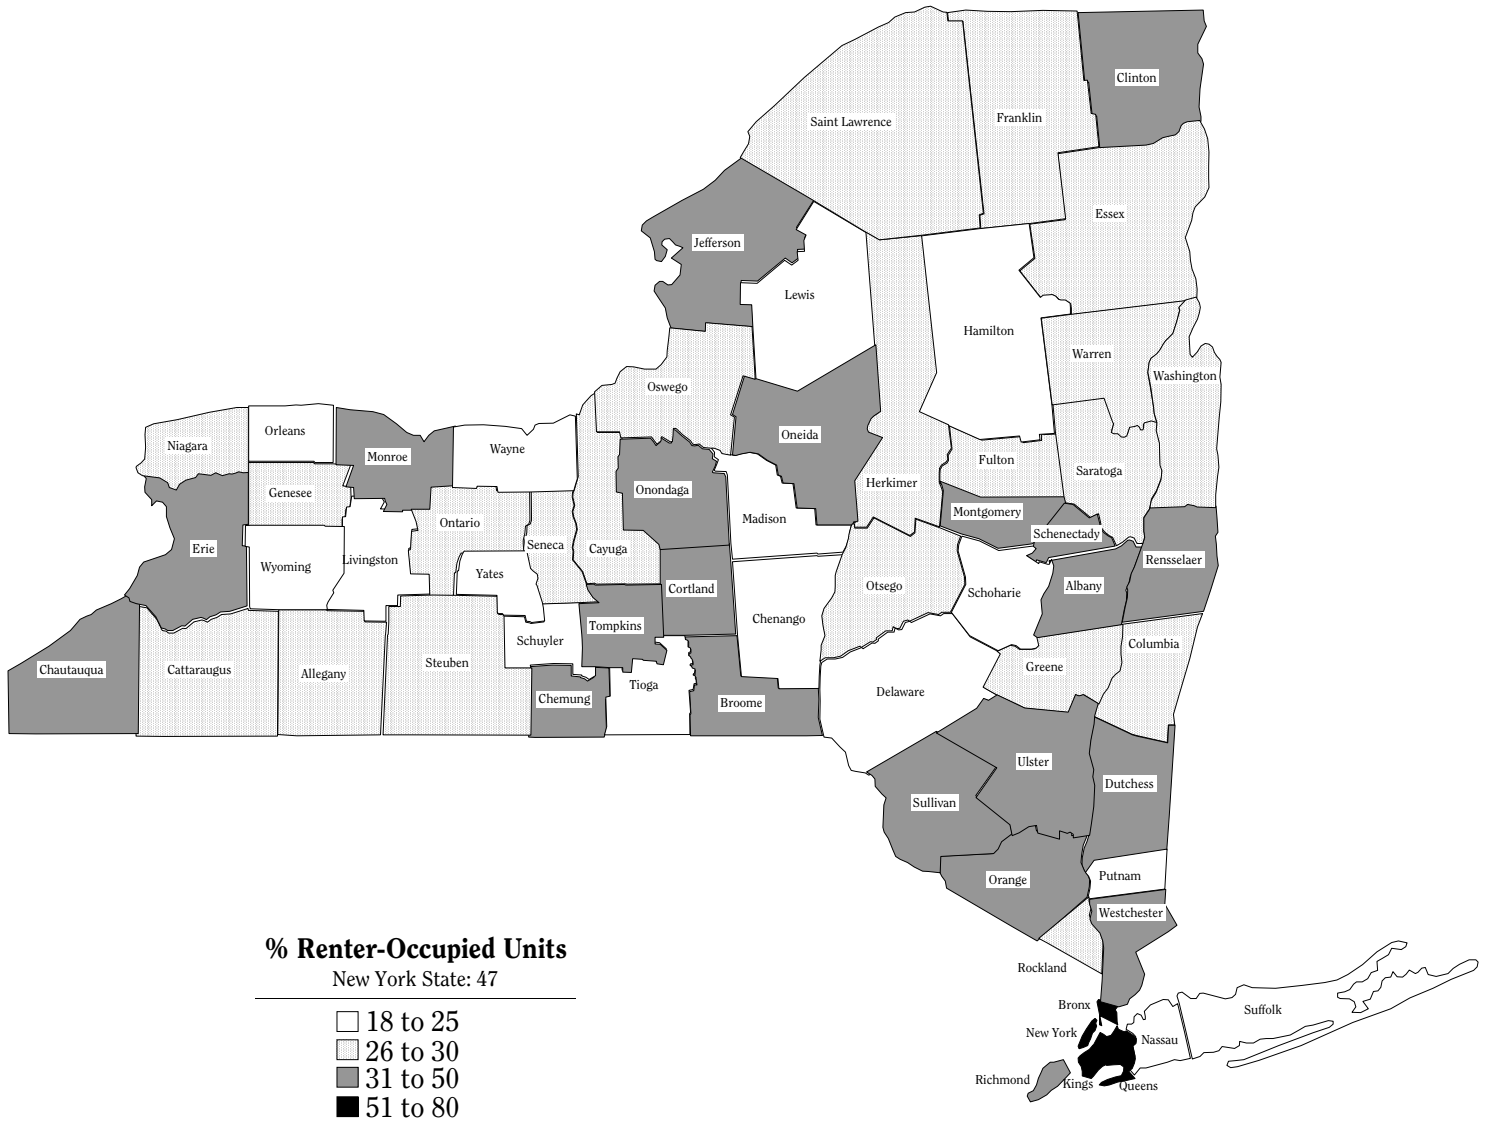 Clinton
Saint Lawrence
Franklin
Essex
Jefferson
Lewis
Hamilton
Warren
Washington
Oswego
Orleans
Niagara
Oneida
Wayne
Monroe
Fulton
Saratoga
Herkimer
Onondaga
Genesee
Montgomery
Madison
Ontario
Schenectady
Seneca
Cayuga
Erie
Livingston
Rensselaer
Wyoming
Yates
Otsego
Albany
Cortland
Schoharie
Chenango
Tompkins
Schuyler
Columbia
Steuben
Greene
Chautauqua
Cattaraugus
Allegany
Tioga
Delaware
Chemung
Broome
Ulster
Dutchess
Sullivan
Putnam
Orange
Westchester
% Renter-Occupied Units
New York State: 47
18 to 25
26 to 30
31 to 50
51 to 80
Rockland
Bronx
Suffolk
New York
Nassau
Richmond
Kings
Queens